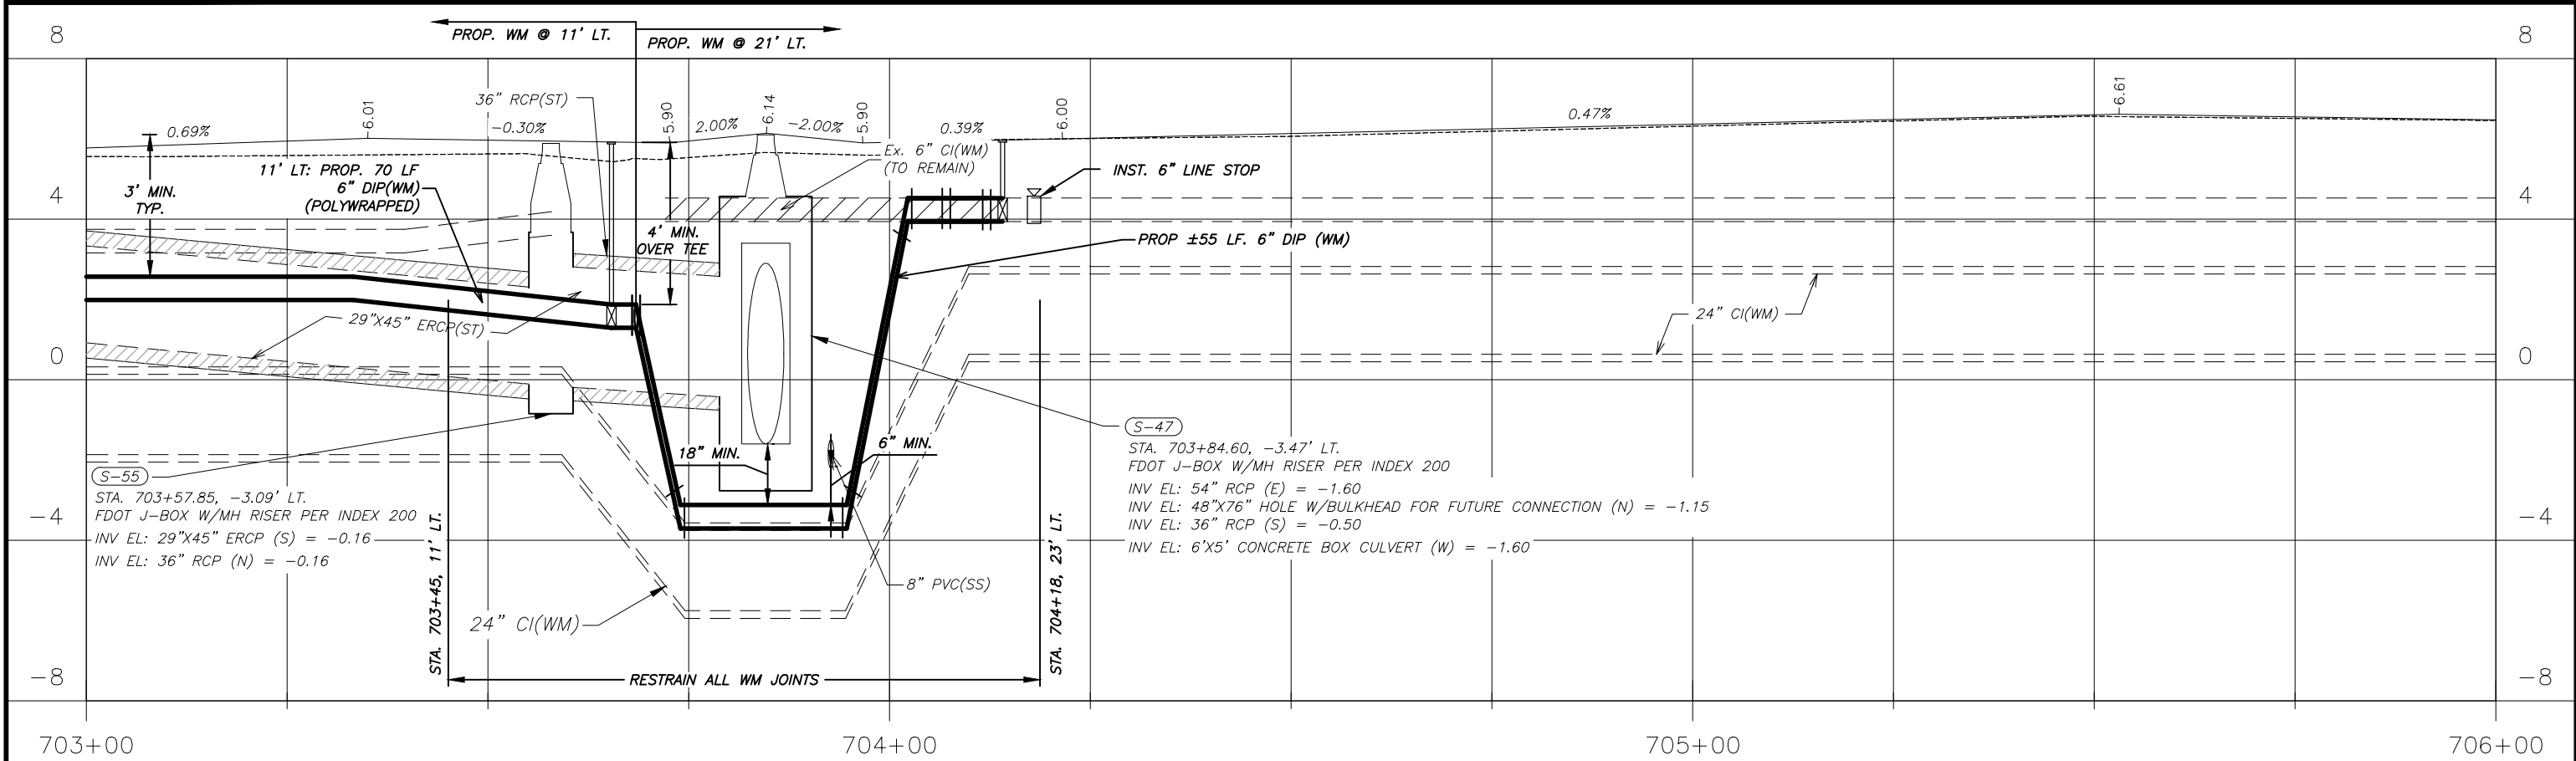 PROP. WM @ 11' LT.
PROP. WM @ 21' LT.
8
8
36" RCP(ST)
0.69%
6.01
-0.30%
5.90
2.00%
6.14
-2.00%
5.90
0.39%
6.00
0.47%
6.61
Ex. 6" CI(WM)
(TO REMAIN)
11' LT: PROP. 70 LF
6" DIP(WM)
(POLYWRAPPED)
3' MIN.
TYP.
INST. 6" LINE STOP
4
4
4' MIN.
OVER TEE
PROP ±55 LF. 6" DIP (WM)
29"X45" ERCP(ST)
24" CI(WM)
0
0
18" MIN.
6" MIN.
S-55
STA. 703+57.85, -3.09' LT.
FDOT J-BOX W/MH RISER PER INDEX 200
INV EL: 29"X45" ERCP (S) = -0.16
INV EL: 36" RCP (N) = -0.16
S-47
STA. 703+84.60, -3.47' LT.
FDOT J-BOX W/MH RISER PER INDEX 200
INV EL: 54" RCP (E) = -1.60
INV EL: 48"X76" HOLE W/BULKHEAD FOR FUTURE CONNECTION (N) = -1.15
INV EL: 36" RCP (S) = -0.50
INV EL: 6'X5' CONCRETE BOX CULVERT (W) = -1.60
-4
-4
STA. 703+45, 11' LT.
STA. 704+18, 23' LT.
8" PVC(SS)
24" CI(WM)
RESTRAIN ALL WM JOINTS
-8
-8
703+00
704+00
705+00
706+00